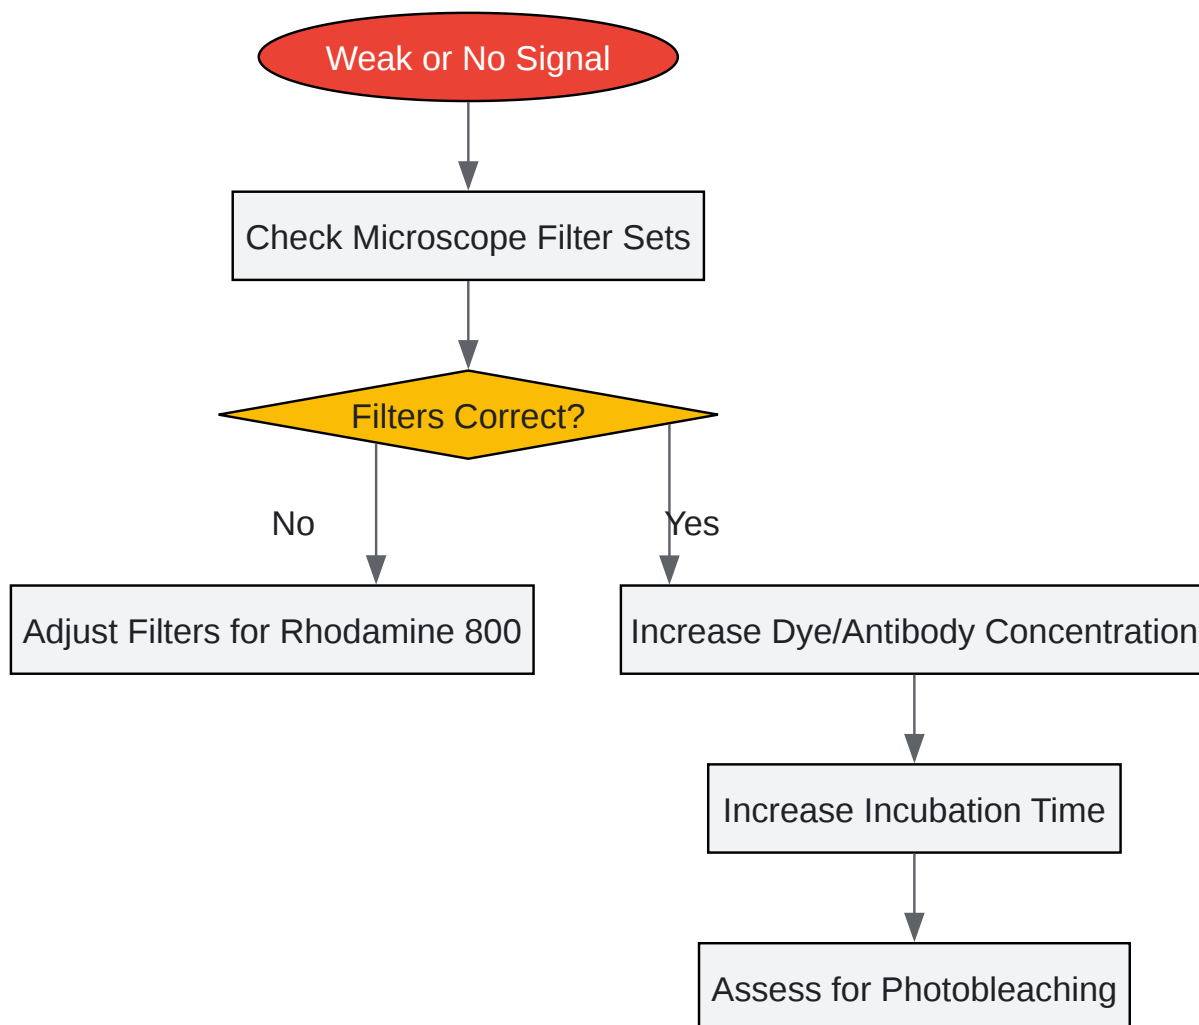 Weak or No Signal
Check Microscope Filter Sets
Filters Correct?
No
Yes
Adjust Filters for Rhodamine 800
Increase Dye/Antibody Concentration
Increase Incubation Time
Assess for Photobleaching